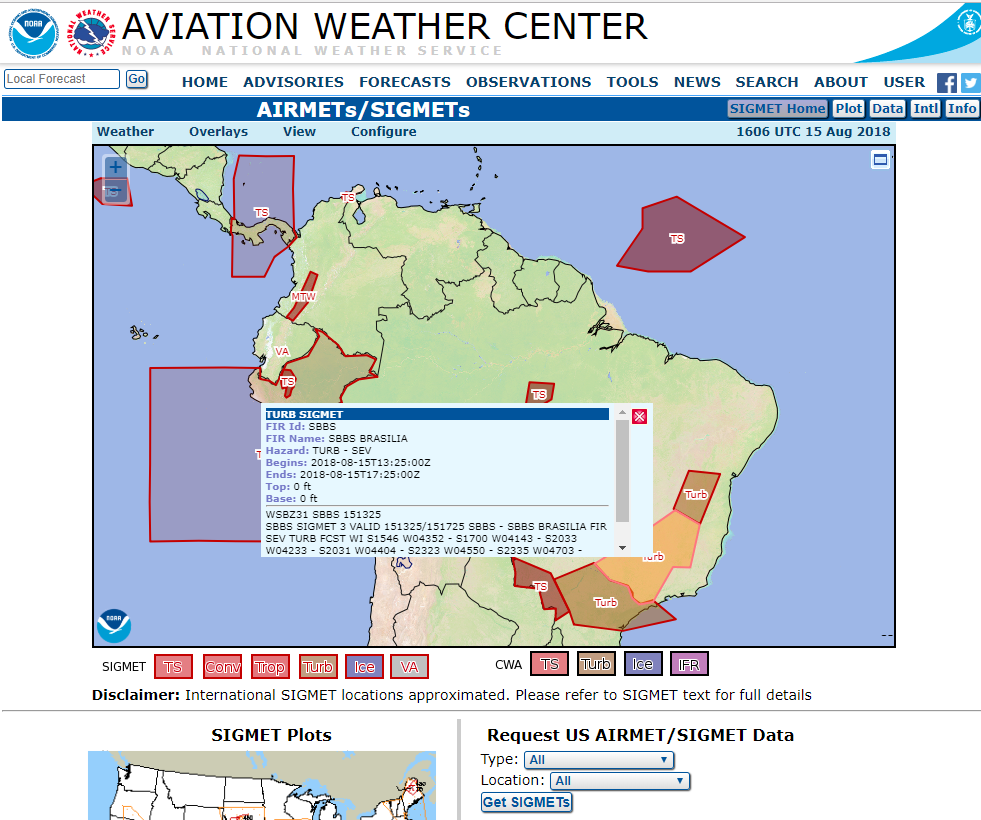 AVIATION WEATHER CENTER
NOAA NATIONAL WEATHER SERVICE
Local Forecast Go HOME ADVISORIES FORECASTS OBSERVATIONS TOOLS NEWS SEARCH ABOUT USER
AIRMETs/SIGMETs SIGMET Home Plot Data Intl Info
Weather Overlays View Configure 1606 UTC 15 Aug 2018
+
TS
TS
TS
TS
MTW
VA
TS
TS
TURB SIGMET
FIR Id: SBBS
FIR Name: SBBS BRASILIA
Hazard: TURB - SEV
Begins: 2018-08-15T13:25:00Z
Ends: 2018-08-15T17:25:00Z
Top: 0 ft
Base: 0 ft
WSBZ31 SBBS 151325
SBBS SIGMET 3 VALID 151325/151725 SBBS - SBBS BRASILIA FIR
SEV TURB FCST WI S1546 W04352 - S1700 W04143 - S2033
W04233 - S2031 W04404 - S2323 W04550 - S2335 W04703 -
Turb
Turb
TS
Turb
NOAA
--
SIGMET TS Conv Trop Turb Ice VA CWA TS Turb Ice IFR
Disclaimer: International SIGMET locations approximated. Please refer to SIGMET text for full details
SIGMET Plots
Request US AIRMET/SIGMET Data
Type: All
Location: All
Get SIGMETs